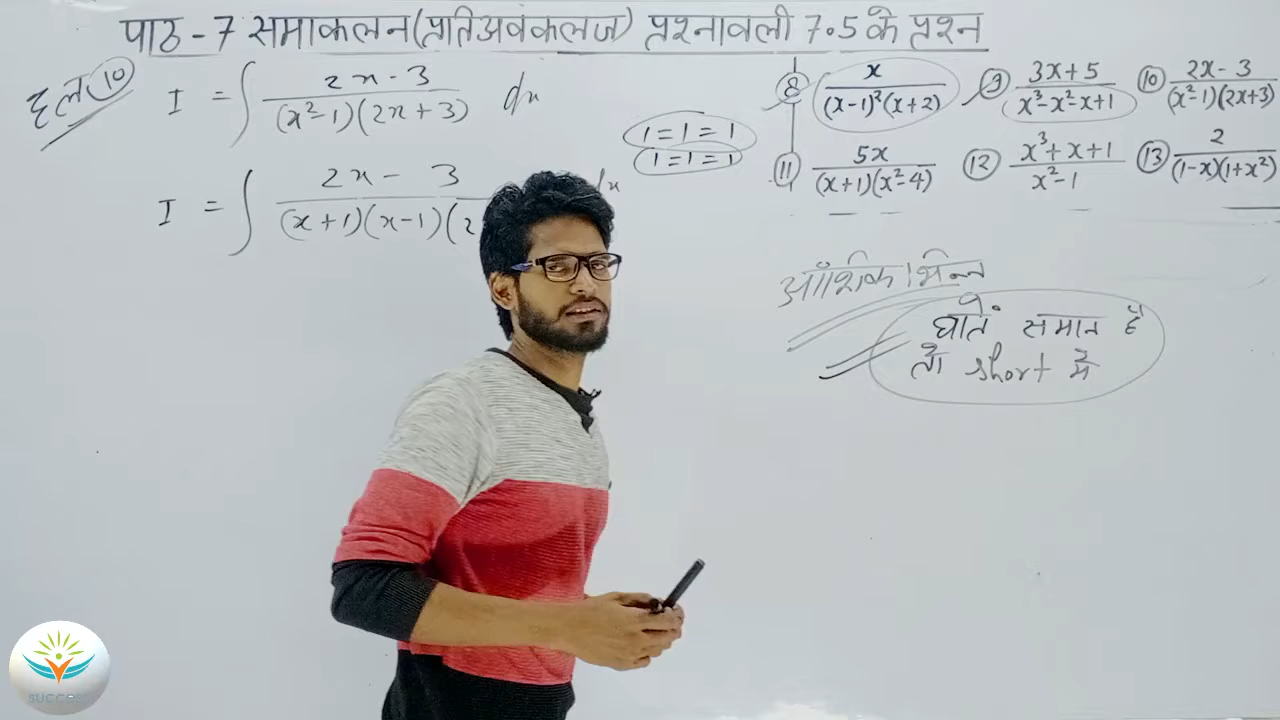 पाठ - 7 समाकलन (प्रतिअवकलज) प्रश्नावली 7.5 के प्रश्न
हल 10
I = ∫ 2x - 3 / (x²-1)(2x+3) dx
I = ∫ 2x - 3 / (x+1)(x-1)(2 dx
1 = 1 = 1
1 = 1 = 1
⑧ x / (x-1)²(x+2) ⑨ 3x+5 / x³-x²-x+1 ⑩ 2x-3 / (x²-1)(2x+3)
⑪ 5x / (x+1)(x²-4) ⑫ x³+x+1 / x²-1 ⑬ 2 / (1-x)(1+x²)
आँशिक भिन्न
घातें समान है
तो short में
SUCCESS